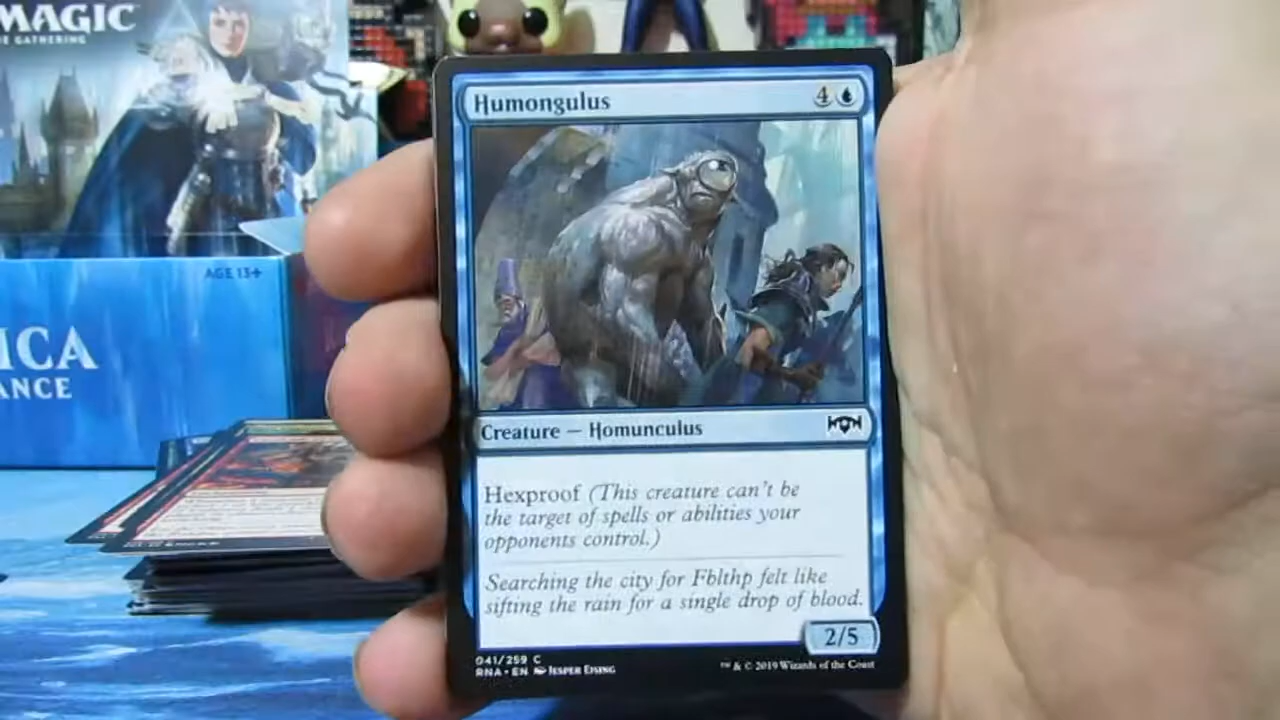 MAGIC
THE GATHERING
AGE 13+
ICA
ANCE
Humongulus
4
Creature — Homunculus
Hexproof (This creature can't be
the target of spells or abilities your
opponents control.)
Searching the city for Fblthp felt like
sifting the rain for a single drop of blood.
2/5
041/259 C
RNA • EN JESPER EJSING
™ & © 2019 Wizards of the Coast